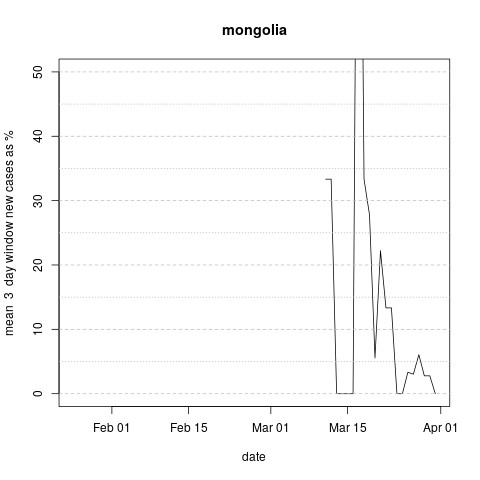 mongolia
mean 3 day window new cases as %
50
40
30
20
10
0
Feb 01
Feb 15
Mar 01
Mar 15
Apr 01
date